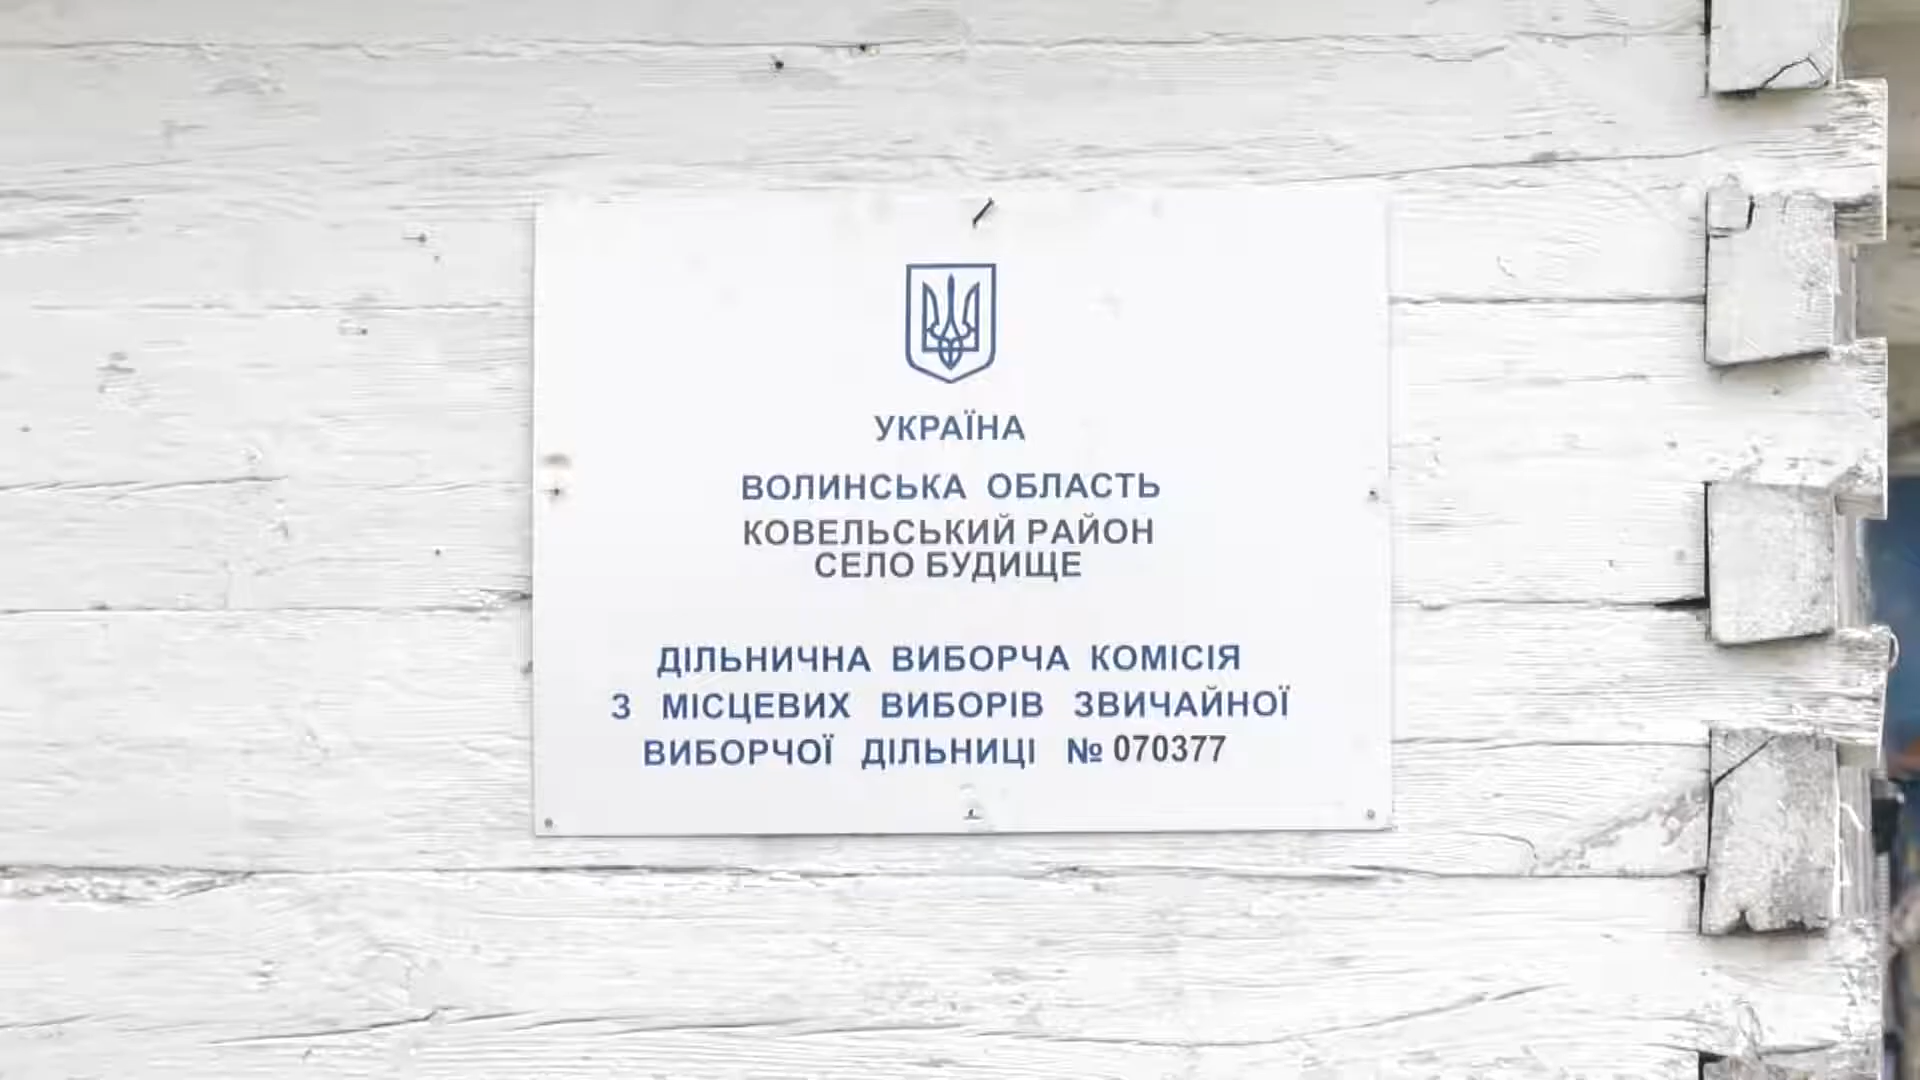 УКРАЇНА
ВОЛИНСЬКА ОБЛАСТЬ
КОВЕЛЬСЬКИЙ РАЙОН
СЕЛО БУДИЩЕ
ДІЛЬНИЧНА ВИБОРЧА КОМІСІЯ
З МІСЦЕВИХ ВИБОРІВ ЗВИЧАЙНОЇ
ВИБОРЧОЇ ДІЛЬНИЦІ № 070377